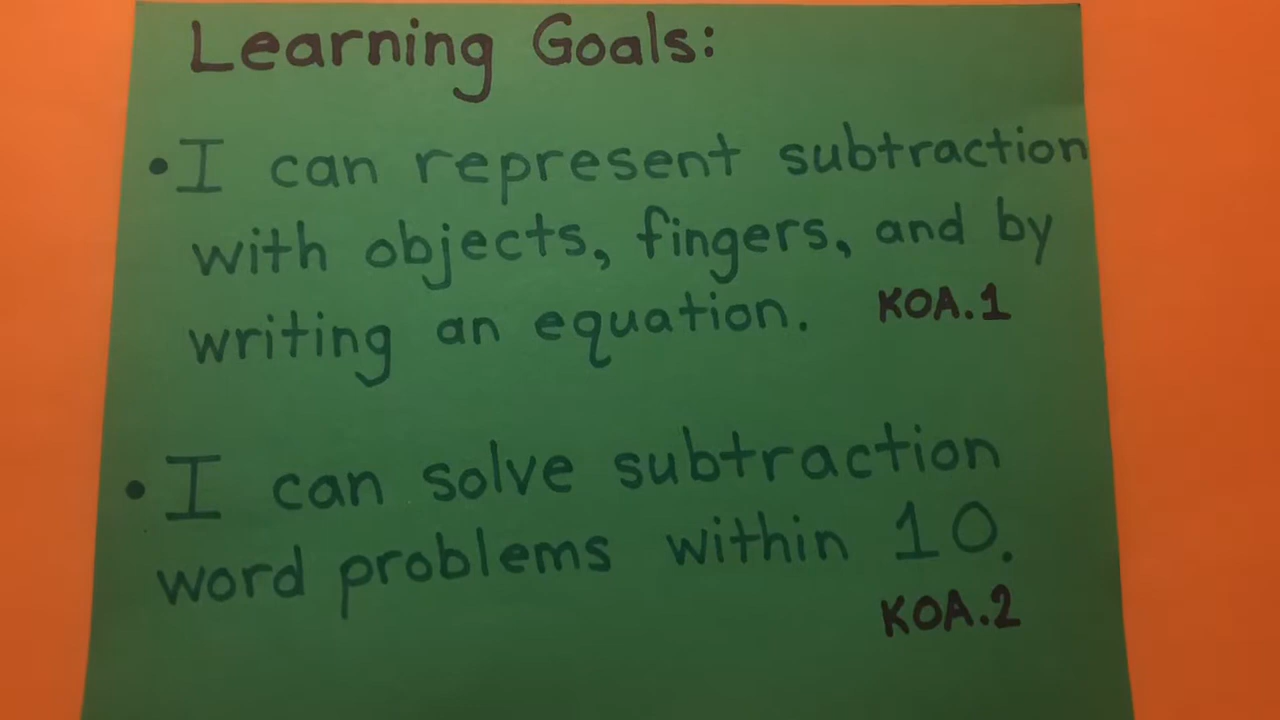 Learning Goals:
• I can represent subtraction
with objects, fingers, and by
writing an equation. KOA.1
• I can solve subtraction
word problems within 10.
KOA.2